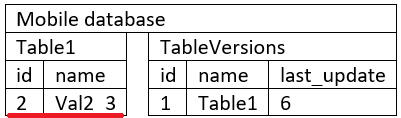 Mobile database
Table1 TableVersions
id name id name last_update
2 Val2_3 1 Table1 6